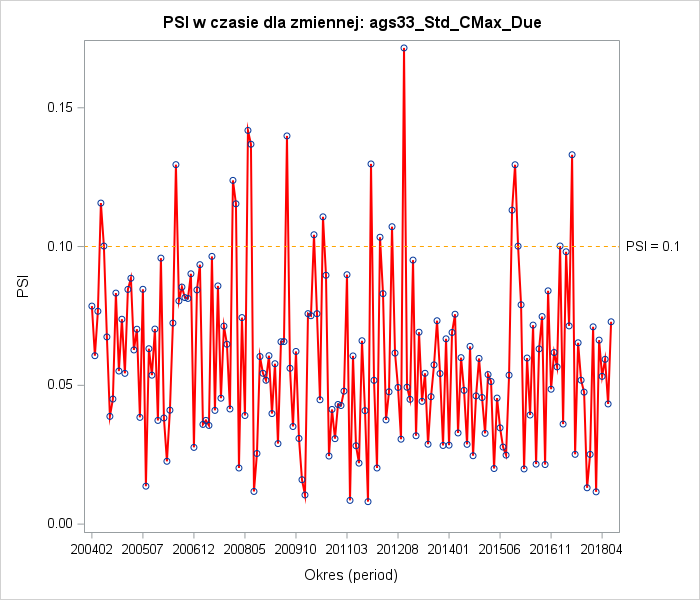 PSI w czasie dla zmiennej: ags33_Std_CMax_Due
0.15
0.10
PSI = 0.1
PSI
0.05
0.00
200402 200507 200612 200805 200910 201103 201208 201401 201506 201611 201804
Okres (period)